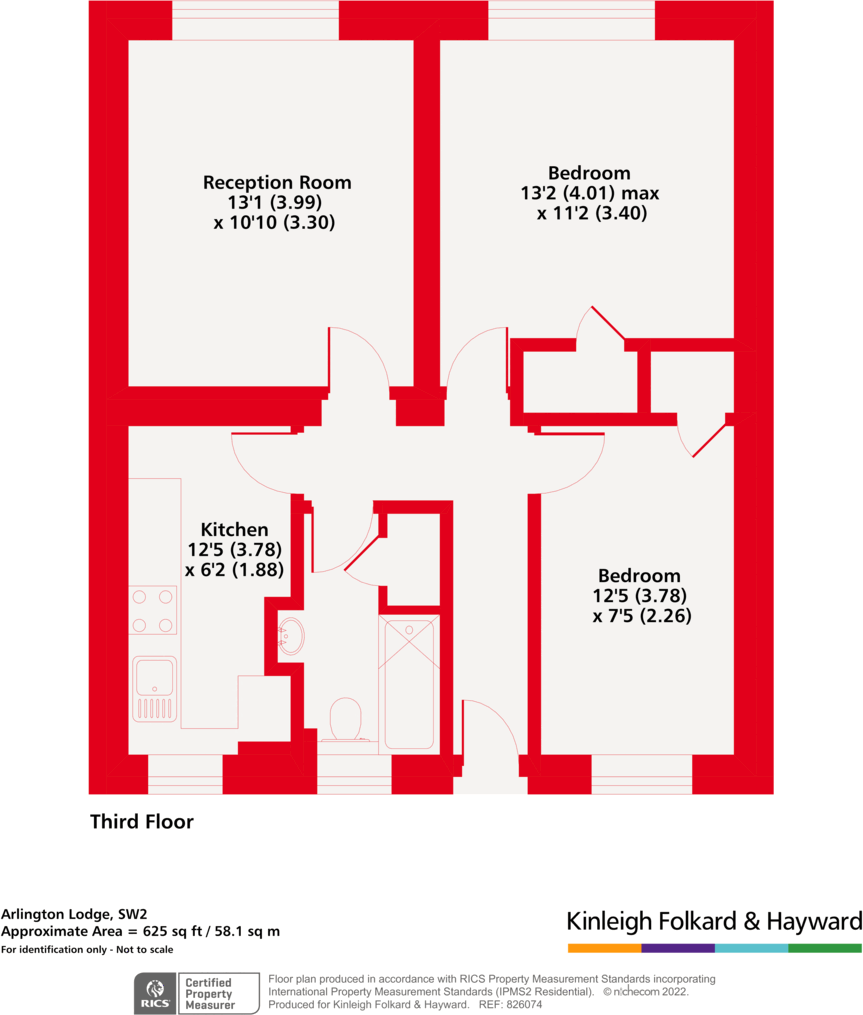 Reception Room
13'1 (3.99)
x 10'10 (3.30)
Bedroom
13'2 (4.01) max
x 11'2 (3.40)
Kitchen
12'5 (3.78)
x 6'2 (1.88)
Bedroom
12'5 (3.78)
x 7'5 (2.26)
Third Floor
Arlington Lodge, SW2
Approximate Area = 625 sq ft / 58.1 sq m
For identification only - Not to scale
Kinleigh Folkard & Hayward
RICS
Certified
Property
Measurer
Floor plan produced in accordance with RICS Property Measurement Standards incorporating
International Property Measurement Standards (IPMS2 Residential). © nichecom 2022.
Produced for Kinleigh Folkard & Hayward. REF: 826074